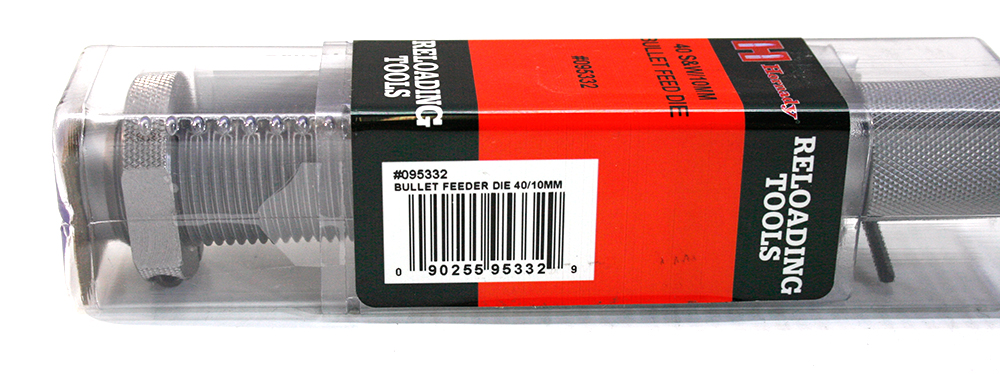 RELOADING
TOOLS
40 S&W/10MM
BULLET FEED DIE
#095332
H Hornady
RELOADING
TOOLS
#095332
BULLET FEEDER DIE 40/10MM
0 90255 95332 9